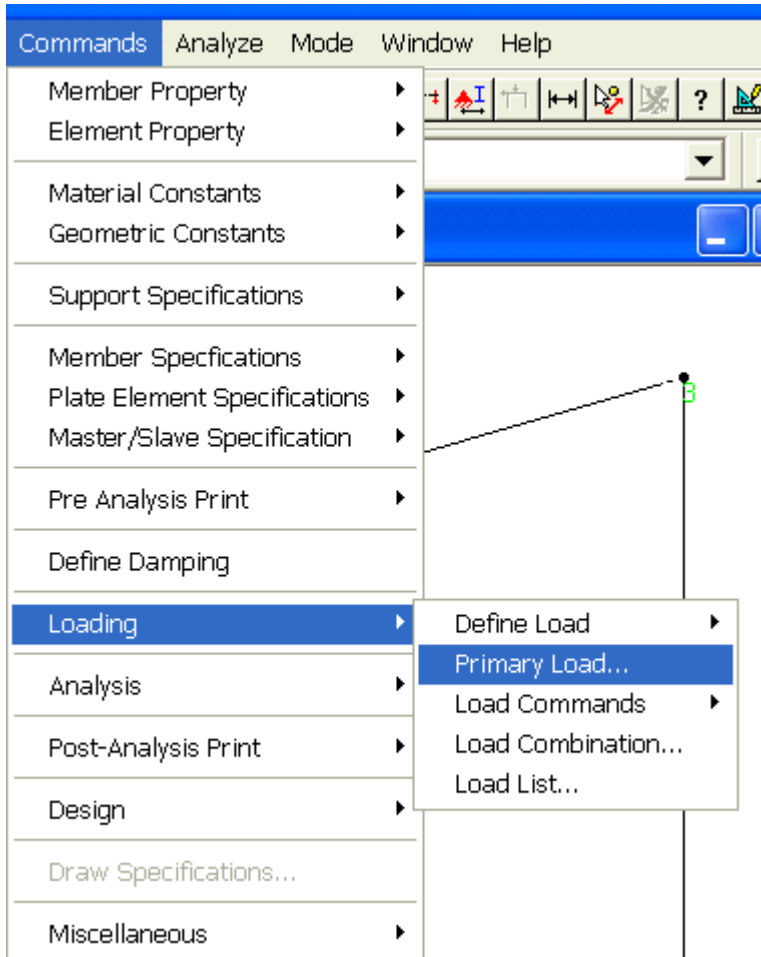 Commands Analyze Mode Window Help
Member Property
Element Property
?
Material Constants
Geometric Constants
Support Specifications
Member Specfications
Plate Element Specifications
3
Master/Slave Specification
Pre Analysis Print
Define Damping
Loading
Define Load
Primary Load...
Load Commands
Load Combination...
Load List...
Analysis
Post-Analysis Print
Design
Draw Specifications...
Miscellaneous